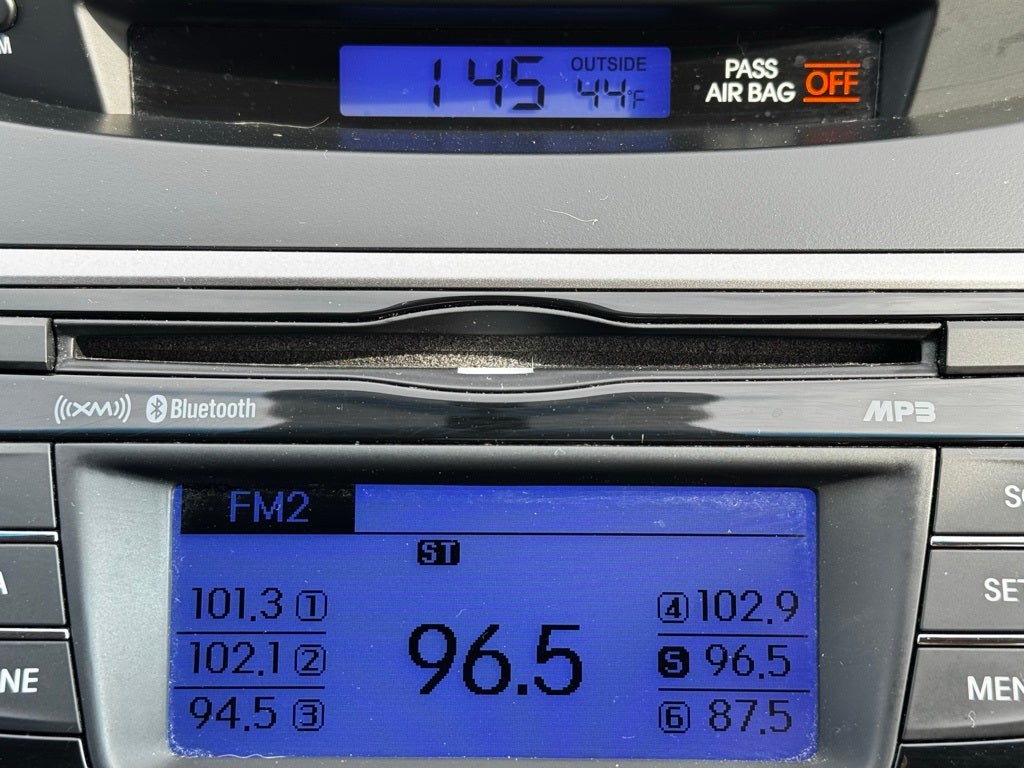 M
1 45 OUTSIDE
44°F
PASS
AIR BAG OFF
XM Bluetooth MP3
FM2
ST
101.3 1
102.1 2
94.5 3
96.5
4 102.9
5 96.5
6 87.5
A
NE
SE
MEN